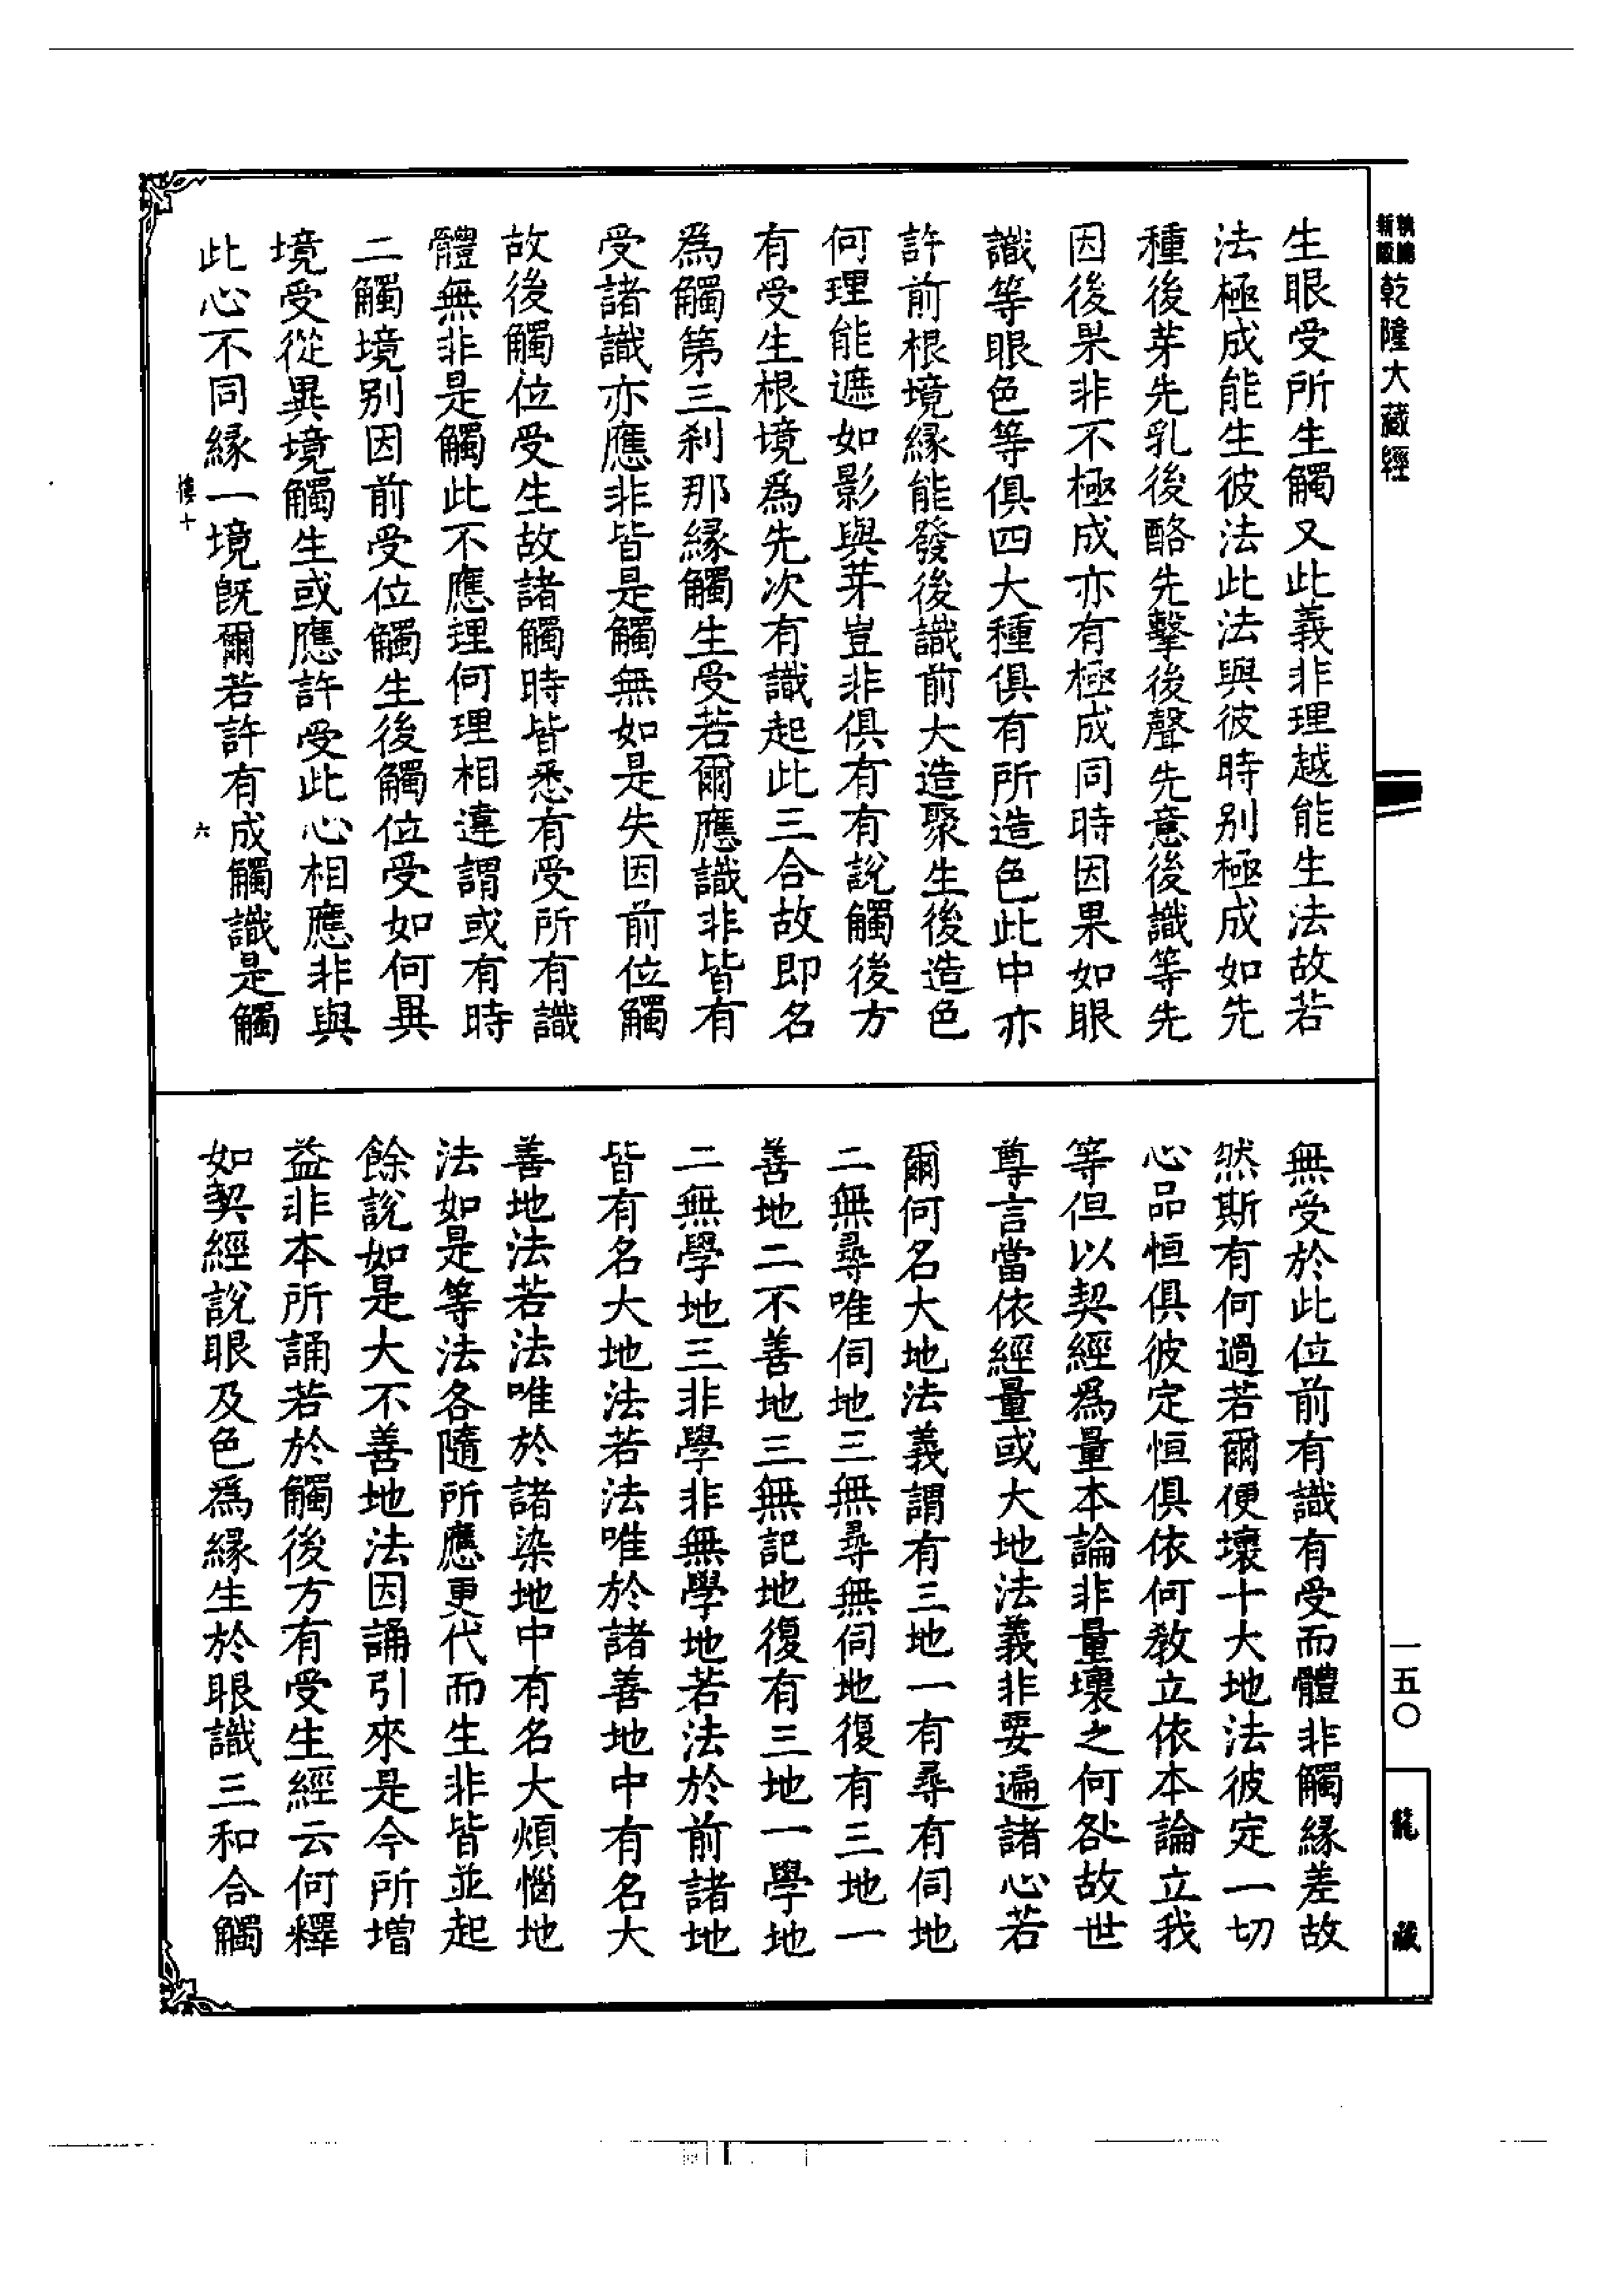 乾隆大藏經
生眼受所生觸又此義非理越能生法故若
法極成能生彼法此法與彼時别極成如先
種後芽先乳後酪先擊後聲先意後識等先
因後果非不極成亦有極成同時因果如眼
識等眼色等俱四大種俱有所造色此中亦
許前根境緣能發後識前大造聚生後造色
何理能遮如影與芽豈非俱有有說觸後方
有受生根境爲先次有識起此三合故即名
爲觸第三刹那緣觸生受若爾應識非皆有
受諸識亦應非皆是觸無如是失因前位觸
故後觸位受生故諸觸時皆悉有受所有識
體無非是觸此不應理何理相違謂或有時
二觸境别因前受位觸生後觸位受如何異
境受從異境觸生或應許受此心相應非與
此心不同緣一境既爾若許有成觸識是觸
六
無受於此位前有識有受而體非觸緣差故
然斯有何過若爾便壞十大地法彼定一切
心品恒俱彼定恒俱依何教立依本論立我
等但以契經爲量本論非量壞之何咎故世
尊言當依經量或大地法義非要遍諸心若
爾何名大地法義謂有三地一有尋有伺地
二無尋唯伺地三無尋無伺地復有三地一
善地二不善地三無記地復有三地一學地
二無學地三非學非無學地若法於前諸地
皆有名大地法若法唯於諸善地中有名大
善地法若法唯於諸染地中有名大煩惱地
法如是等法各隨所應更代而生非皆並起
餘說如是大不善地法因誦引來是今所增
益非本所誦若於觸後方有受生經云何釋
如契經說眼及色爲緣生於眼識三和合觸
一五〇
龍藏